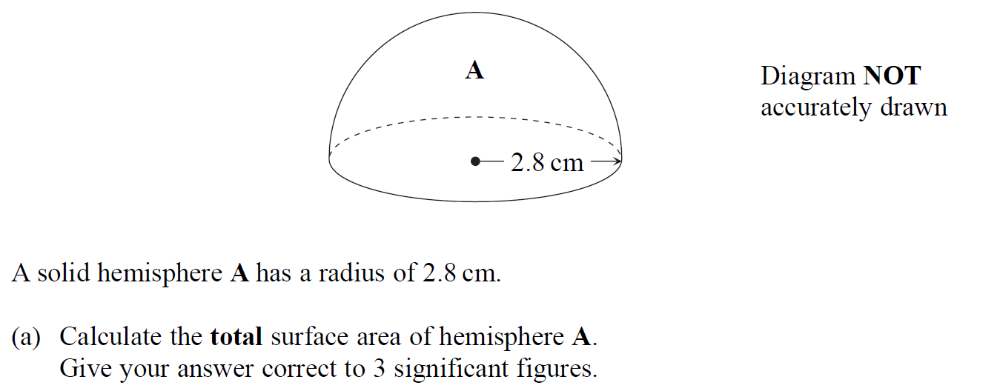 A
Diagram NOT
accurately drawn
2.8 cm
A solid hemisphere A has a radius of 2.8 cm.
(a) Calculate the total surface area of hemisphere A.
Give your answer correct to 3 significant figures.